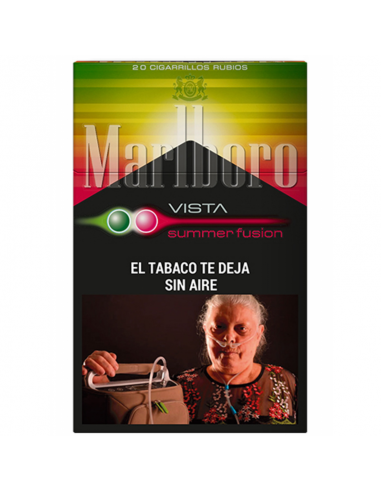 20 CIGARRILLOS RUBIOS
Marlboro
VISTA
summer fusion
EL TABACO TE DEJA
SIN AIRE